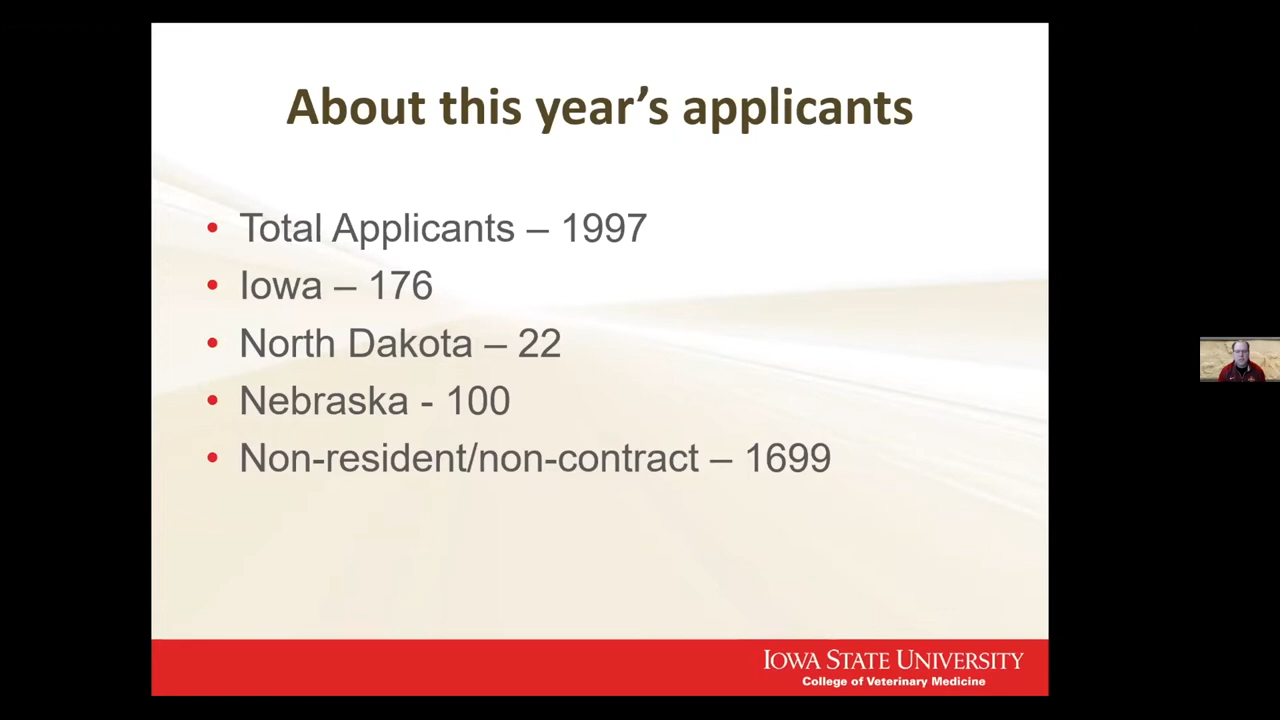 About this year’s applicants
• Total Applicants – 1997
• Iowa – 176
• North Dakota – 22
• Nebraska - 100
• Non-resident/non-contract – 1699
IOWA STATE UNIVERSITY
College of Veterinary Medicine